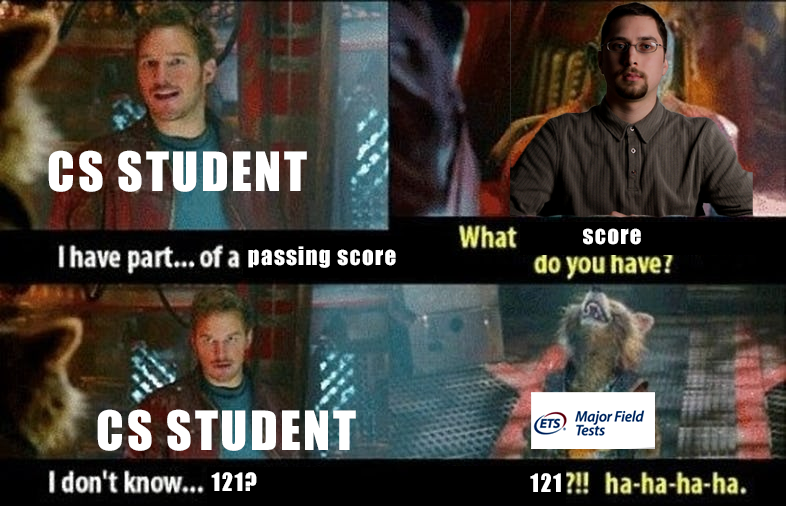 CS STUDENT
I have part... of a passing score
What score
do you have?
CS STUDENT
I don't know... 121?
ETS Major Field
Tests
121?!! ha-ha-ha-ha.